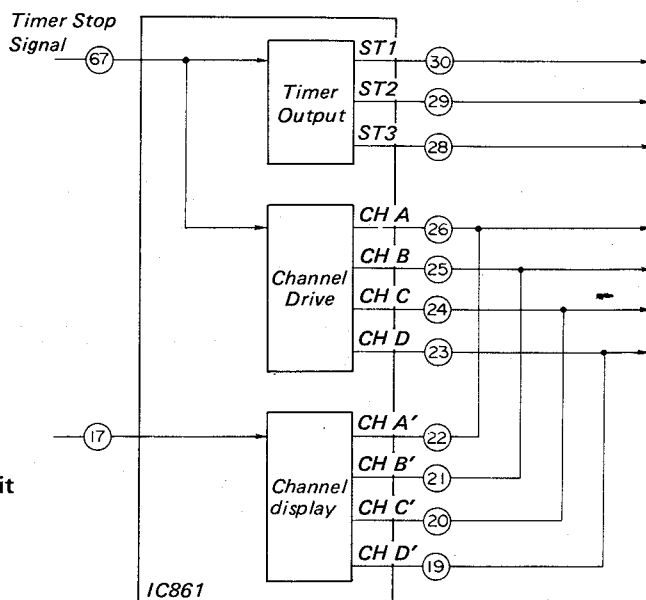 Timer Stop
Signal
67
Timer
Output
ST1
30
ST2
29
ST3
28
Channel
Drive
CH A
26
CH B
25
CH C
24
CH D
23
17
it
Channel
display
CH A′
22
CH B′
21
CH C′
20
CH D′
19
IC861